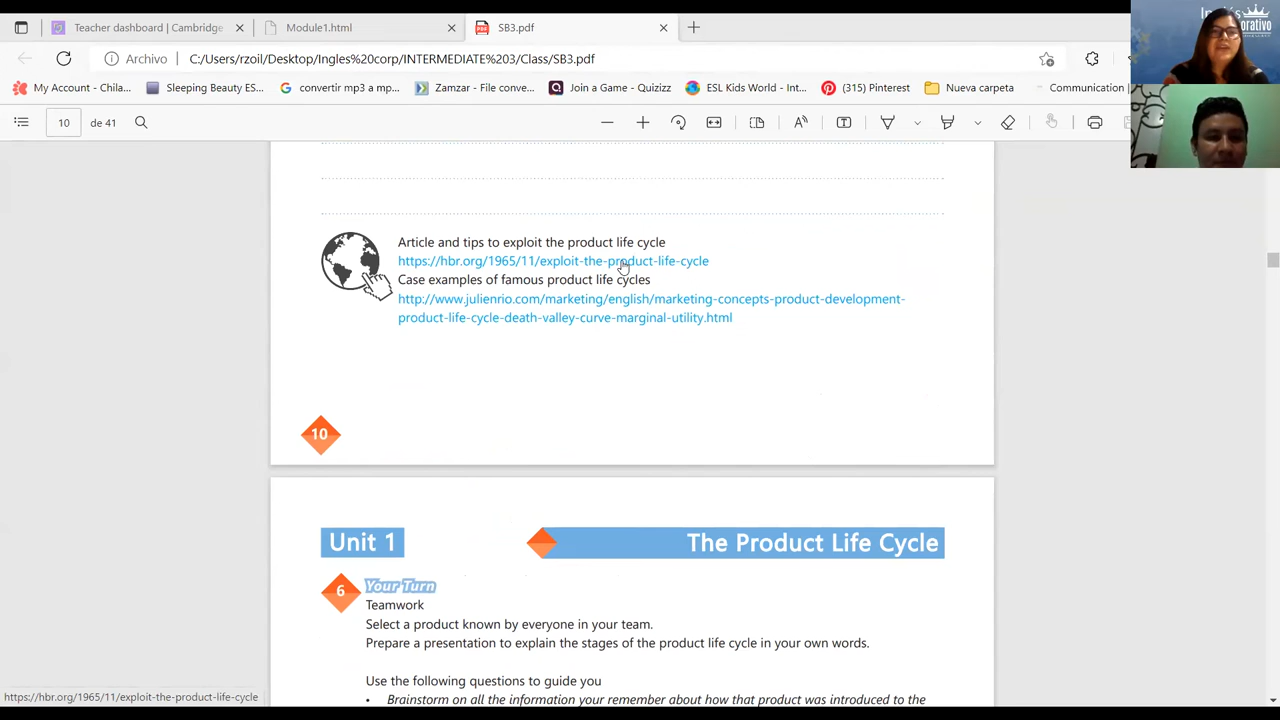 Teacher dashboard | Cambridge
Module1.html
SB3.pdf
Archivo
C:/Users/rzoil/Desktop/Ingles%20corp/INTERMEDIATE%203/Class/SB3.pdf
My Account - Chila...
Sleeping Beauty ES...
convertir mp3 a mp...
Zamzar - File conve...
Join a Game - Quizizz
ESL Kids World - Int...
(315) Pinterest
Nueva carpeta
Communication |
10 de 41
Article and tips to exploit the product life cycle
https://hbr.org/1965/11/exploit-the-product-life-cycle
Case examples of famous product life cycles
http://www.julienrio.com/marketing/english/marketing-concepts-product-development-
product-life-cycle-death-valley-curve-marginal-utility.html
10
Unit 1
The Product Life Cycle
6
Your Turn
Teamwork
Select a product known by everyone in your team.
Prepare a presentation to explain the stages of the product life cycle in your own words.
Use the following questions to guide you
• Brainstorm on all the information your remember about how that product was introduced to the
https://hbr.org/1965/11/exploit-the-product-life-cycle